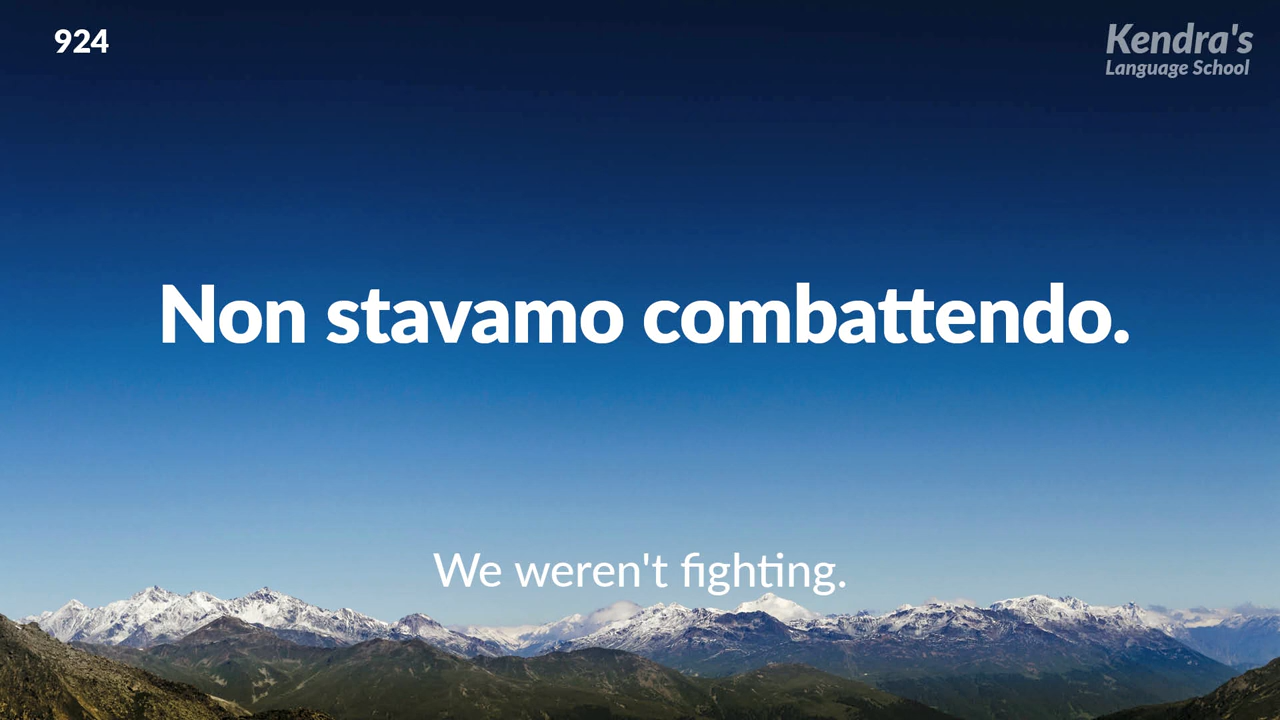 924
Kendra's
Language School
Non stavamo combattendo.
We weren't fighting.